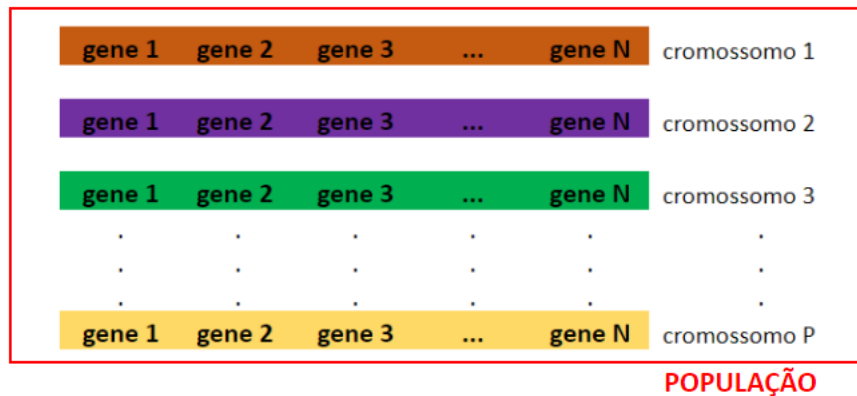 gene 1 gene 2 gene 3 ... gene N cromossomo 1
gene 1 gene 2 gene 3 ... gene N cromossomo 2
gene 1 gene 2 gene 3 ... gene N cromossomo 3
. . . . . .
. . . . . .
. . . . . .
gene 1 gene 2 gene 3 ... gene N cromossomo P
POPULAÇÃO